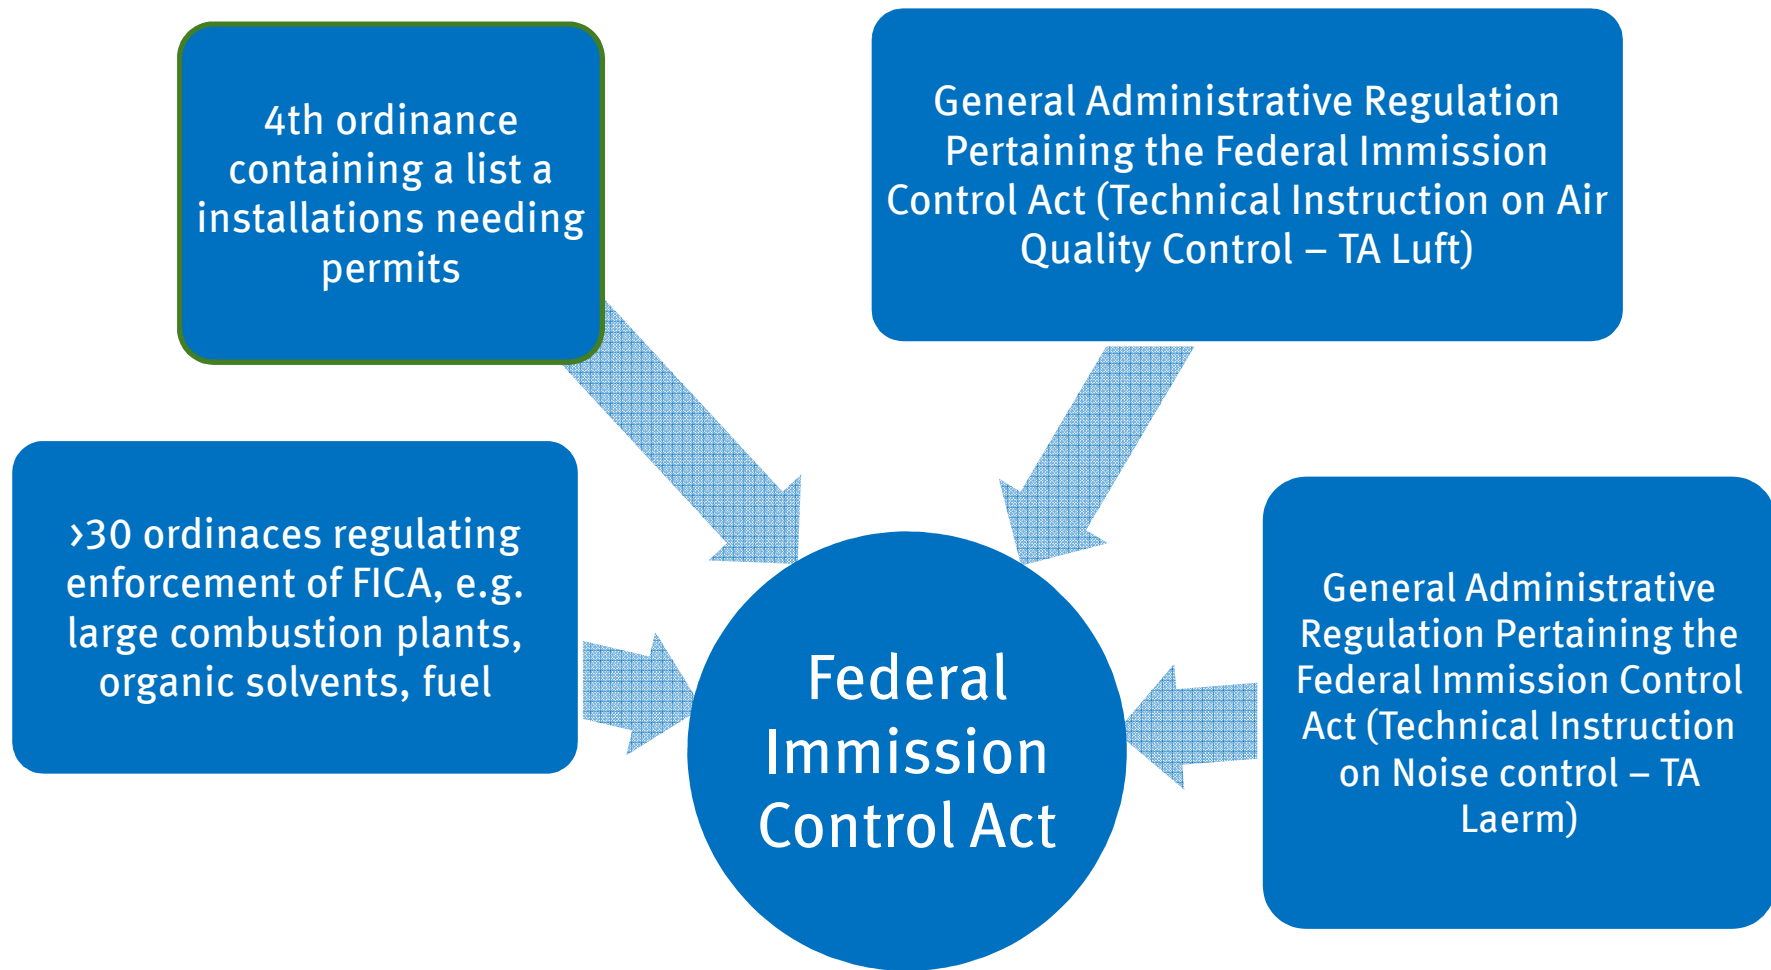 4th ordinance
containing a list a
installations needing
permits
General Administrative Regulation
Pertaining the Federal Immission
Control Act (Technical Instruction on Air
Quality Control – TA Luft)
>30 ordinaces regulating
enforcement of FICA, e.g.
large combustion plants,
organic solvents, fuel
Federal
Immission
Control Act
General Administrative
Regulation Pertaining the
Federal Immission Control
Act (Technical Instruction
on Noise control – TA
Laerm)